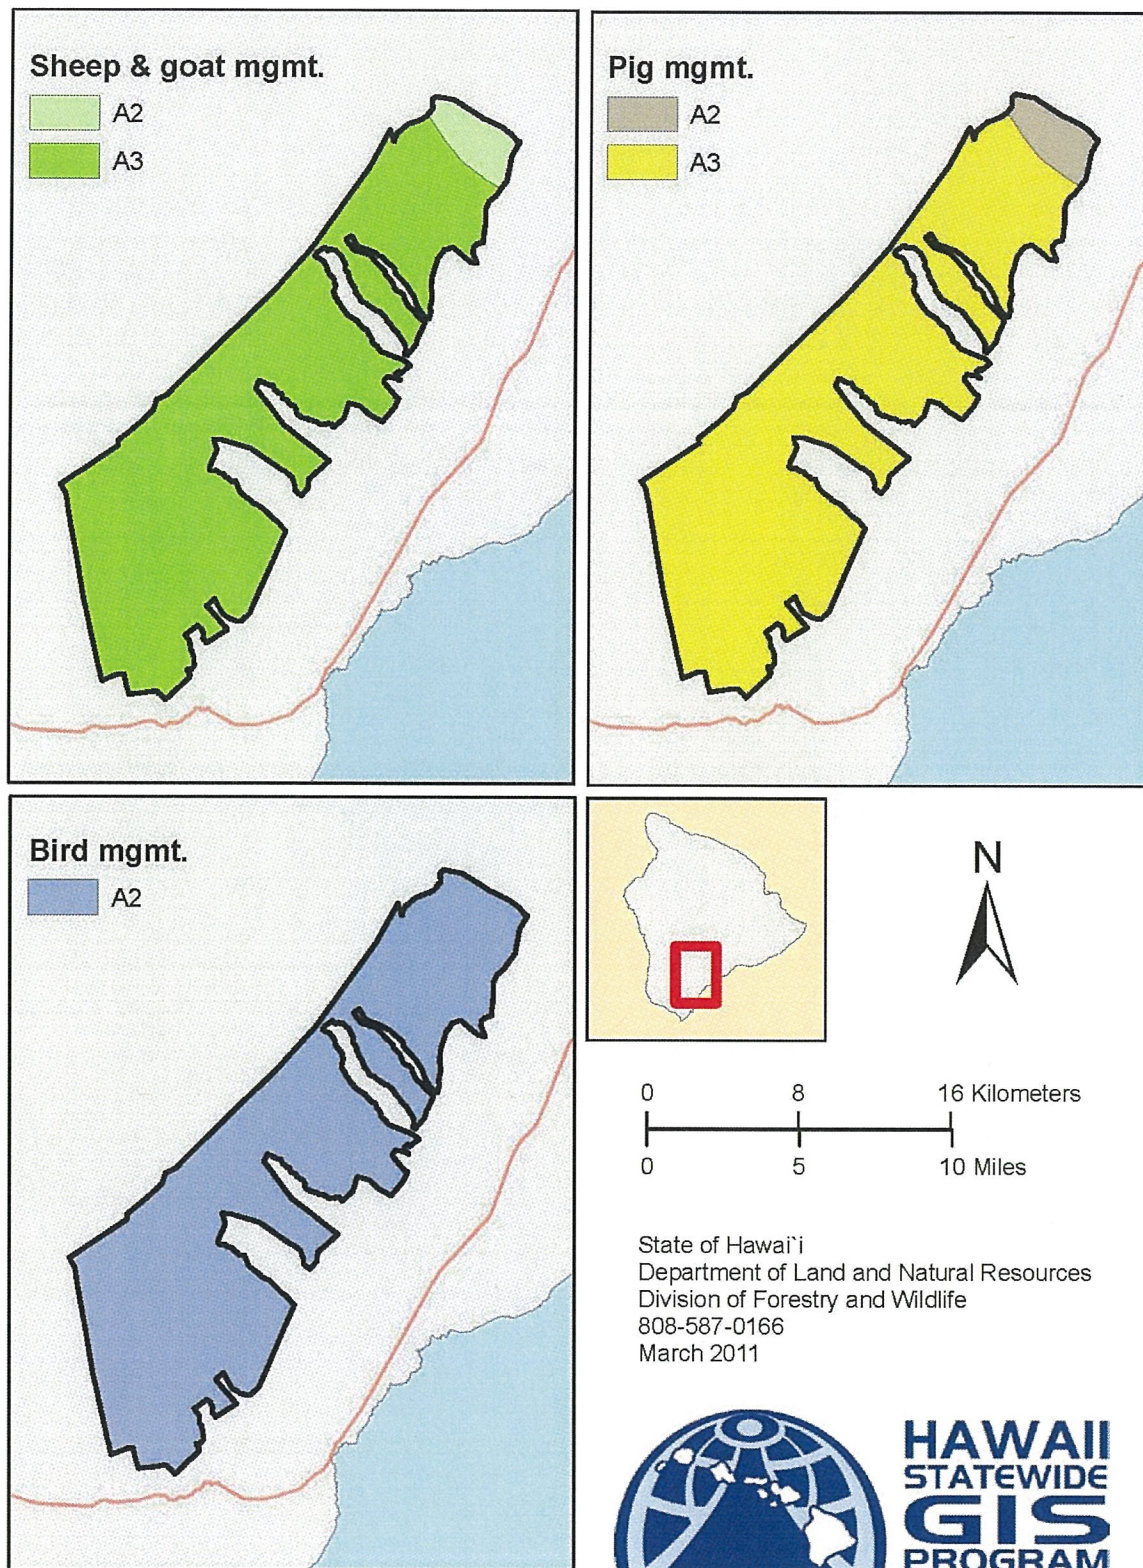 Sheep & goat mgmt.
A2
A3
Pig mgmt.
A2
A3
Bird mgmt.
A2
N
0 8 16 Kilometers
0 5 10 Miles
State of Hawai`i
Department of Land and Natural Resources
Division of Forestry and Wildlife
808-587-0166
March 2011
HAWAII
STATEWIDE
GIS
PROGRAM